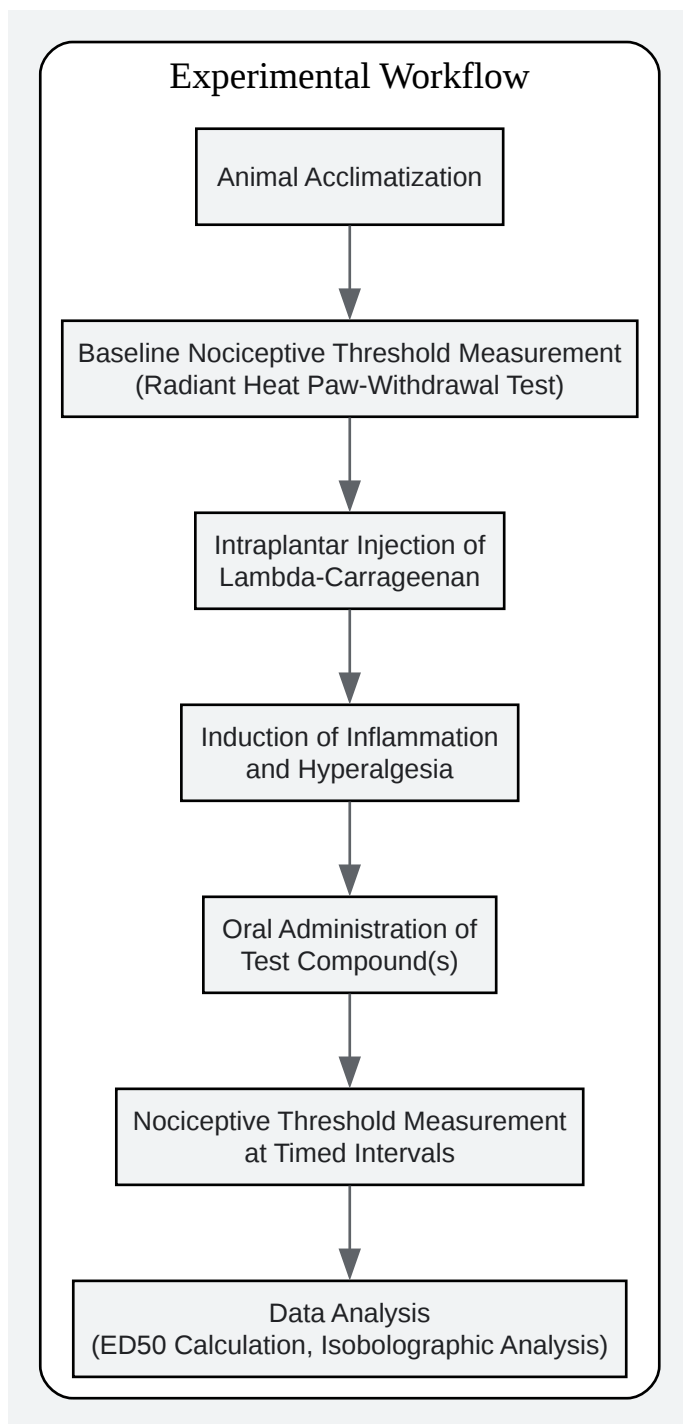 Experimental Workflow
Animal Acclimatization
Baseline Nociceptive Threshold Measurement
(Radiant Heat Paw-Withdrawal Test)
Intraplantar Injection of
Lambda-Carrageenan
Induction of Inflammation
and Hyperalgesia
Oral Administration of
Test Compound(s)
Nociceptive Threshold Measurement
at Timed Intervals
Data Analysis
(ED50 Calculation, Isobolographic Analysis)